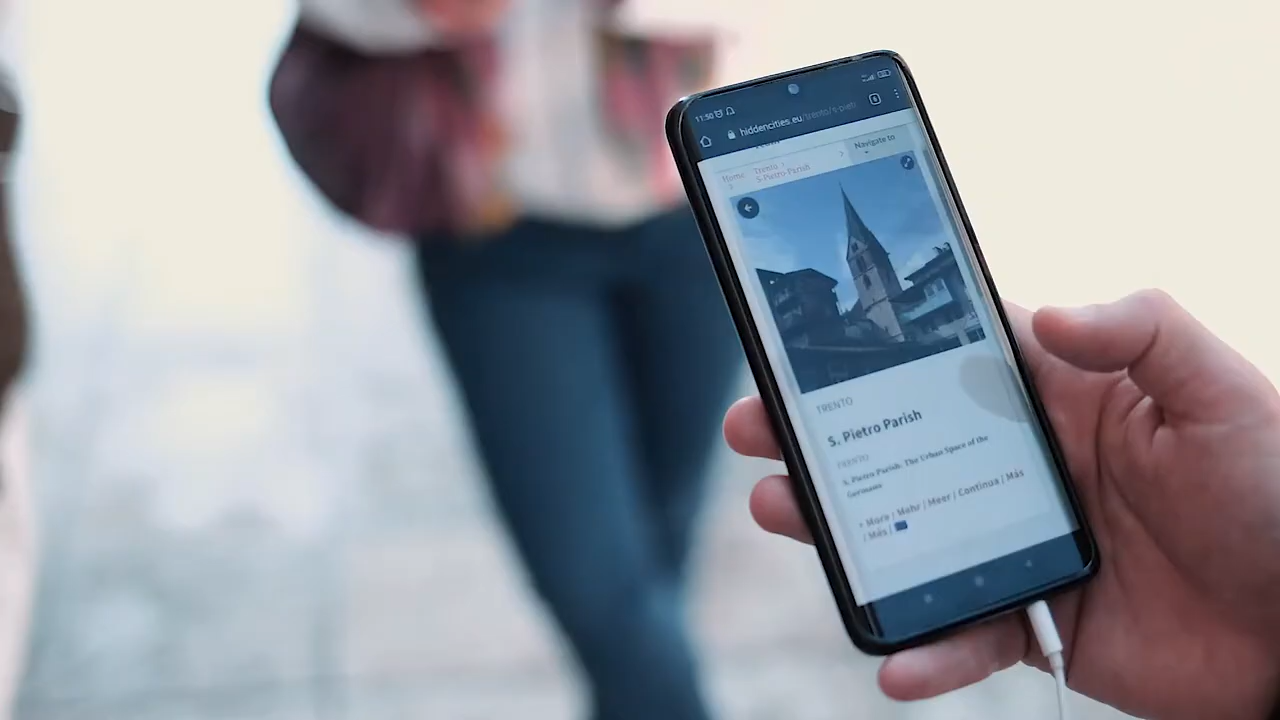 11:50
hiddencities.eu/trento/s-pietr
Navigate to
Home
Trento
S. Pietro Parish
TRENTO
S. Pietro Parish
TRENTO
S. Pietro Parish: The Urban Space of the
Germans
+ More / Mehr / Meer / Continua / Más
/ Más /